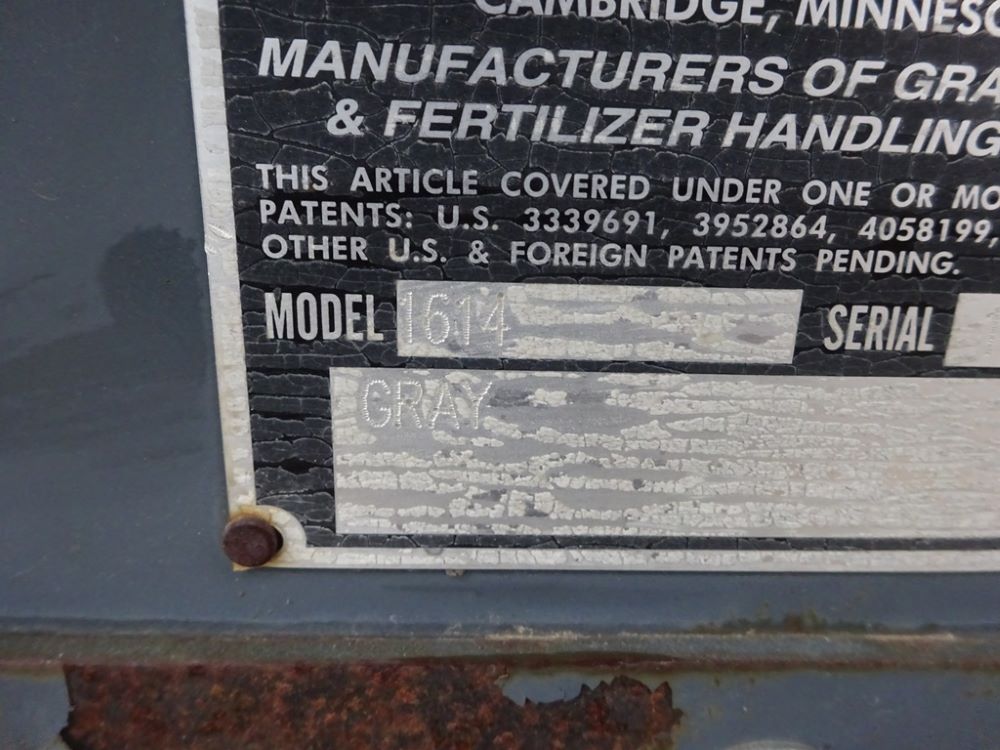 CAMBRIDGE, MINNESO
MANUFACTURERS OF GRA
& FERTILIZER HANDLING
THIS ARTICLE COVERED UNDER ONE OR MO
PATENTS: U.S. 3339691, 3952864, 4058199,
OTHER U.S. & FOREIGN PATENTS PENDING.
MODEL 1614 SERIAL
GRAY